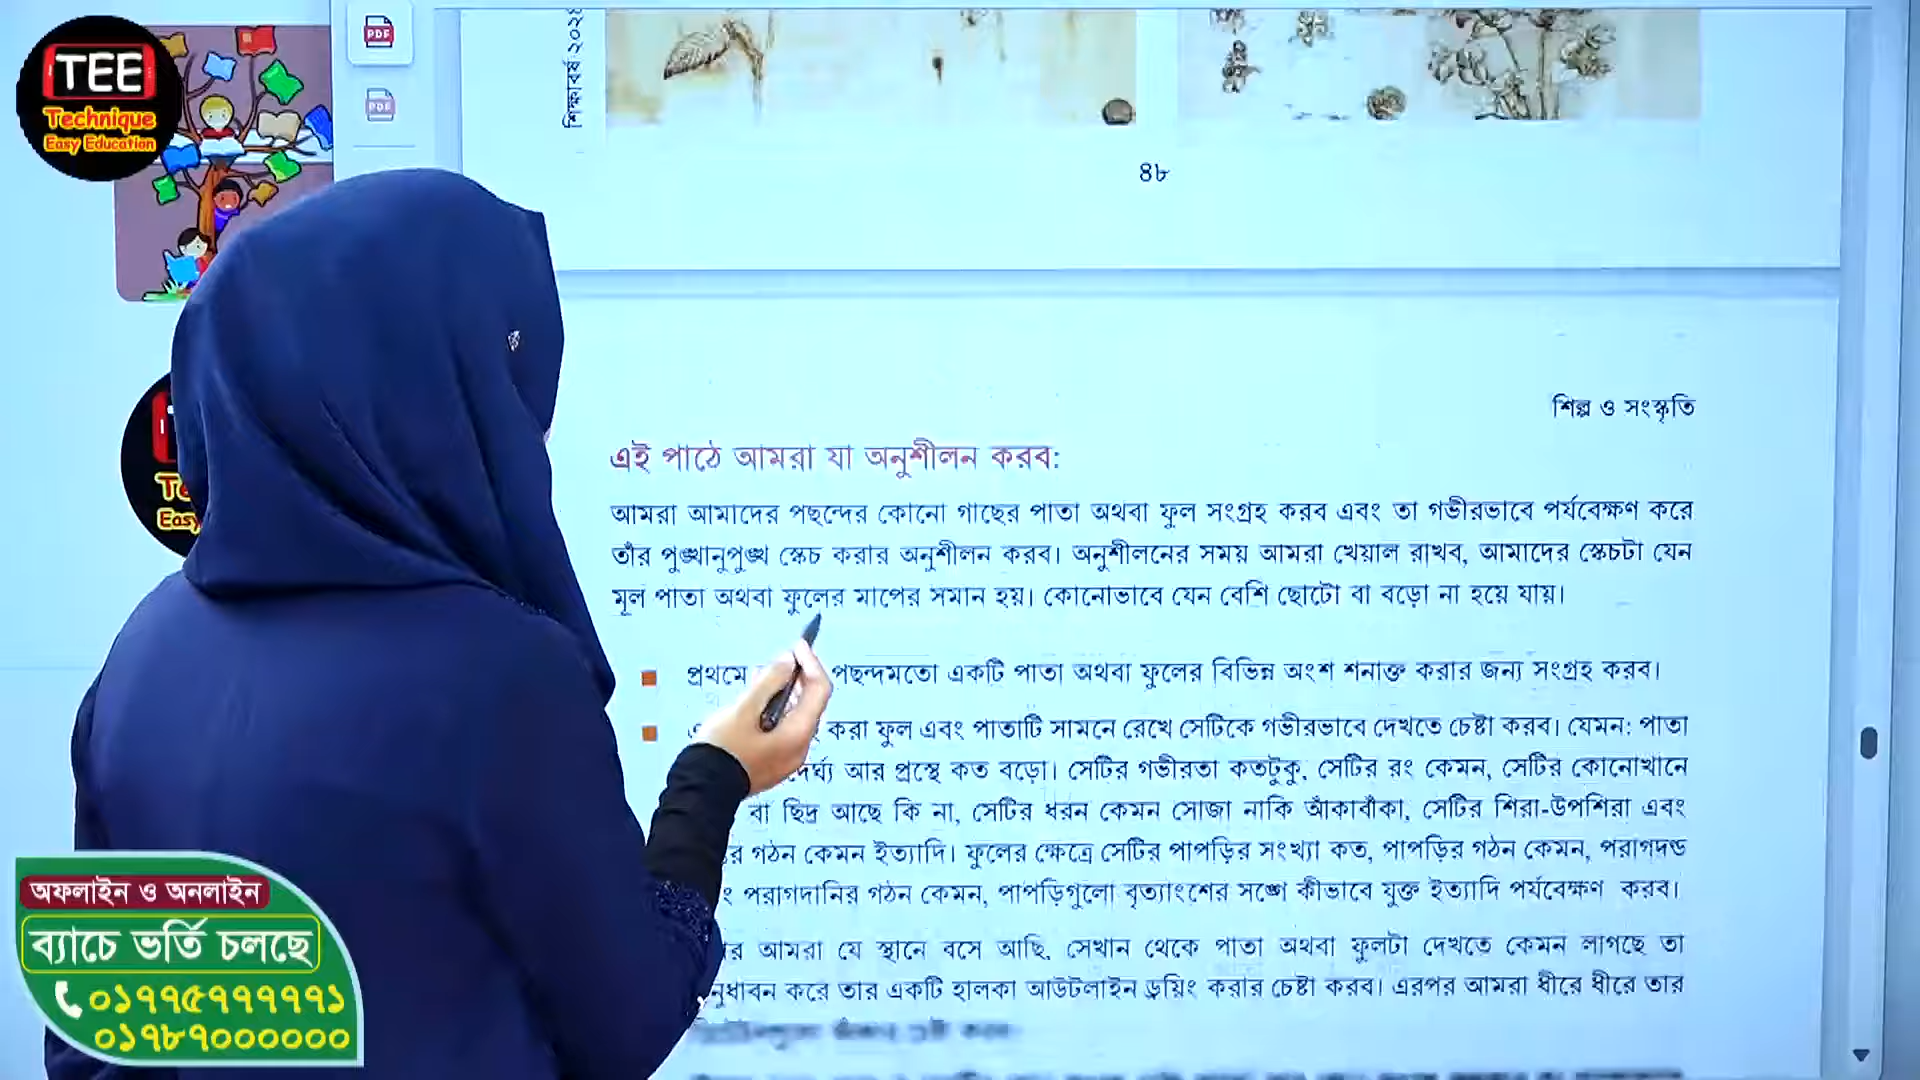 TEE
Technique
Easy Education
PDF
PDF
শিক্ষাবর্ষ ২০২৪
৪৮
শিল্প ও সংস্কৃতি
এই পাঠে আমরা যা অনুশীলন করব:
আমরা আমাদের পছন্দের কোনো গাছের পাতা অথবা ফুল সংগ্রহ করব এবং তা গভীরভাবে পর্যবেক্ষণ করে
তাঁর পুঙ্খানুপুঙ্খ স্কেচ করার অনুশীলন করব। অনুশীলনের সময় আমরা খেয়াল রাখব, আমাদের স্কেচটা যেন
মূল পাতা অথবা ফুলের মাপের সমান হয়। কোনোভাবে যেন বেশি ছোটো বা বড়ো না হয়ে যায়।
প্রথমে পছন্দমতো একটি পাতা অথবা ফুলের বিভিন্ন অংশ শনাক্ত করার জন্য সংগ্রহ করব।
করা ফুল এবং পাতাটি সামনে রেখে সেটিকে গভীরভাবে দেখতে চেষ্টা করব। যেমন: পাতা
দৈর্ঘ্য আর প্রস্থে কত বড়ো। সেটির গভীরতা কতটুকু, সেটির রং কেমন, সেটির কোনোখানে
বা ছিদ্র আছে কি না, সেটির ধরন কেমন সোজা নাকি আঁকাবাঁকা, সেটির শিরা-উপশিরা এবং
গঠন কেমন ইত্যাদি। ফুলের ক্ষেত্রে সেটির পাপড়ির সংখ্যা কত, পাপড়ির গঠন কেমন, পরাগদন্ড
পরাগদানির গঠন কেমন, পাপড়িগুলো বৃত্যাংশের সঙ্গে কীভাবে যুক্ত ইত্যাদি পর্যবেক্ষণ করব।
আমরা যে স্থানে বসে আছি, সেখান থেকে পাতা অথবা ফুলটা দেখতে কেমন লাগছে তা
নুধাবন করে তার একটি হালকা আউটলাইন ড্রয়িং করার চেষ্টা করব। এরপর আমরা ধীরে ধীরে তার
অফলাইন ও অনলাইন
ব্যাচে ভর্তি চলছে
০১৭৭৫৭৭৭৭৭১
০১৭৮৭০০০০০০